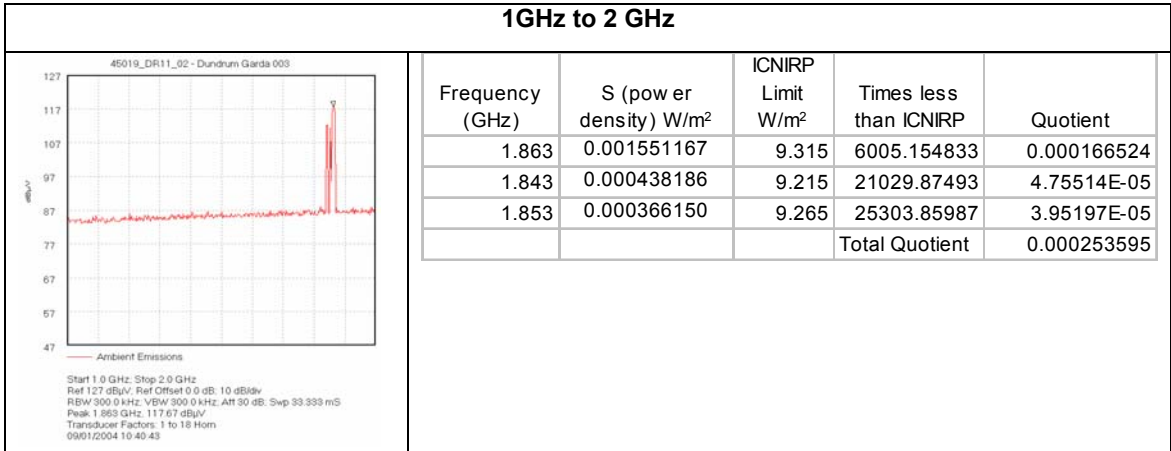 1GHz to 2 GHz
45019_DR11_02 - Dundrum Garda 003
127
117
107
97
87
77
67
57
47
dBµV
Ambient Emissions
Start 1.0 GHz; Stop 2.0 GHz
Ref 127 dBµV; Ref Offset 0.0 dB; 10 dB/div
RBW 300.0 kHz; VBW 300.0 kHz; Att 30 dB; Swp 33.333 mS
Peak 1.863 GHz, 117.67 dBµV
Transducer Factors: 1 to 18 Horn
09/01/2004 10:40:43
Frequency (GHz) S (pow er density) W/m² ICNIRP Limit W/m² Times less than ICNIRP Quotient
1.863 0.001551167 9.315 6005.154833 0.000166524
1.843 0.000438186 9.215 21029.87493 4.75514E-05
1.853 0.000366150 9.265 25303.85987 3.95197E-05
Total Quotient 0.000253595